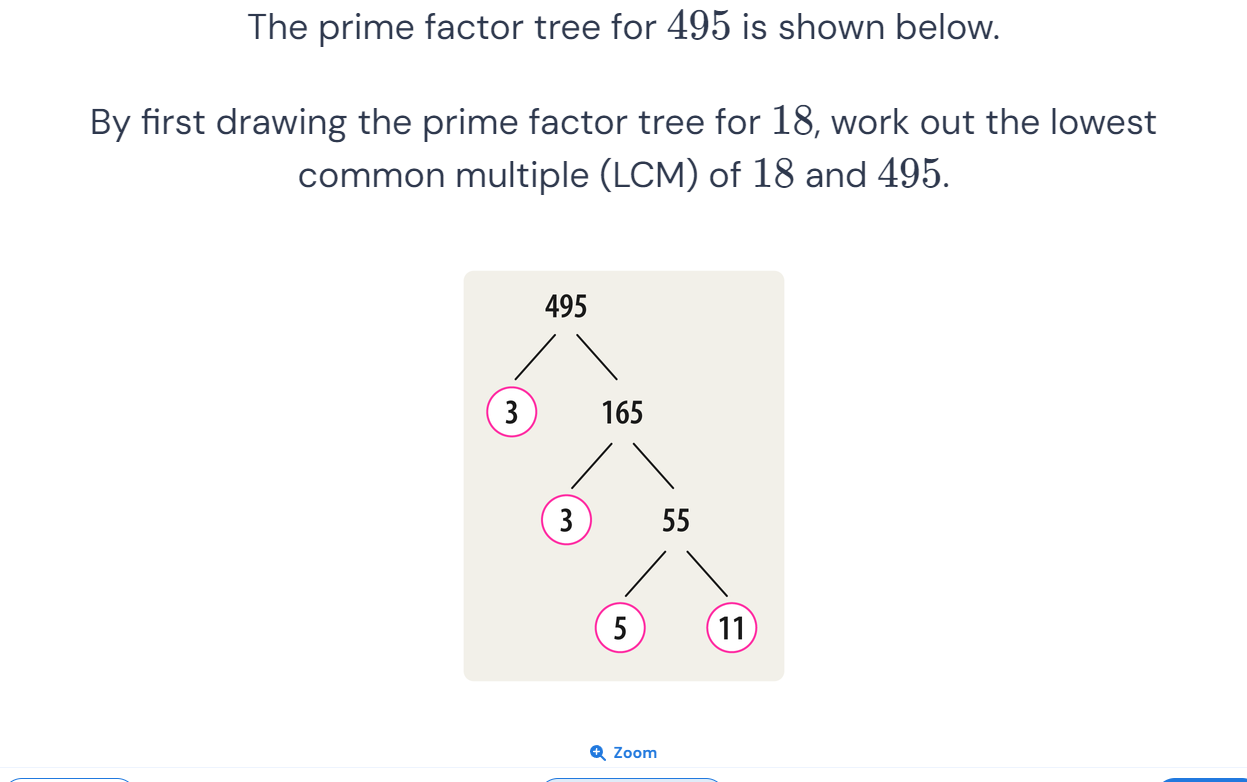 The prime factor tree for 495 is shown below.
By first drawing the prime factor tree for 18, work out the lowest
common multiple (LCM) of 18 and 495.
495
3 165
3 55
5 11
Zoom